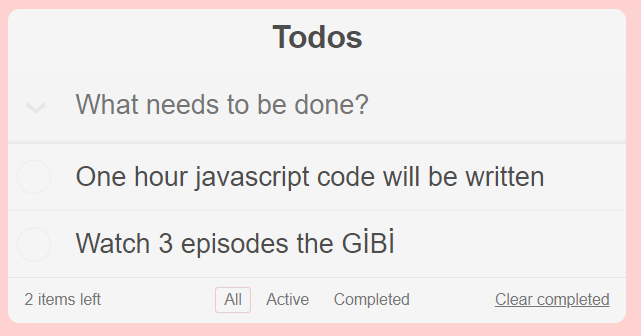 Todos
What needs to be done?
One hour javascript code will be written
Watch 3 episodes the GİBİ
2 items left All Active Completed Clear completed